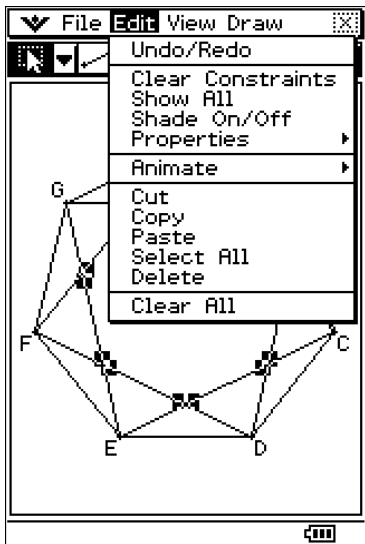 File Edit View Draw
Undo/Redo
Clear Constraints
Show All
Shade On/Off
Properties
Animate
Cut
Copy
Paste
Select All
Delete
Clear All
G
F
C
E
D